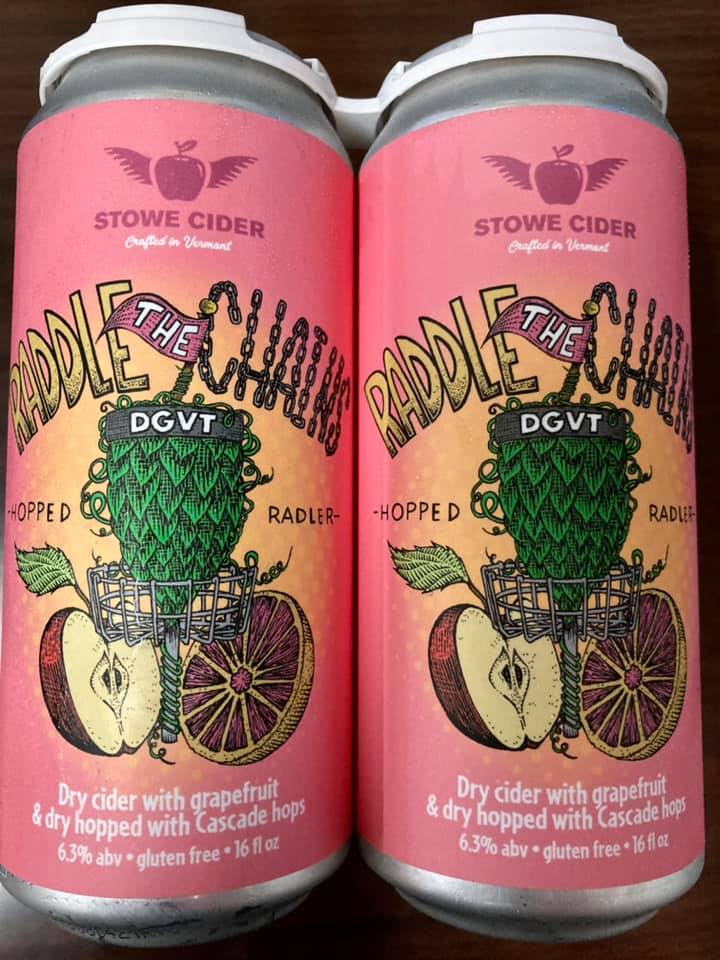 STOWE CIDER
Crafted in Vermont
RADDLE THE CHAINS
DGVT
-HOPPED RADLER-
Dry cider with grapefruit
& dry hopped with Cascade hops
6.3% abv • gluten free • 16 fl oz
STOWE CIDER
Crafted in Vermont
RADDLE THE CHAINS
DGVT
-HOPPED RADLER-
Dry cider with grapefruit
& dry hopped with Cascade hops
6.3% abv • gluten free • 16 fl oz